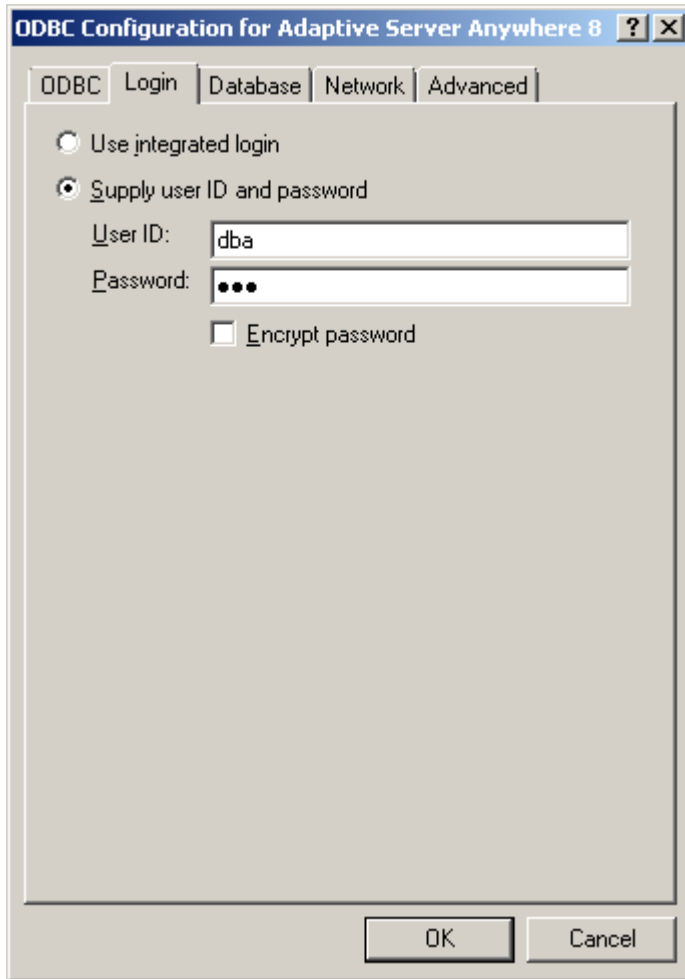 ODBC Configuration for Adaptive Server Anywhere 8 ? X
ODBC Login Database Network Advanced
Use integrated login
Supply user ID and password
User ID: dba
Password: •••
Encrypt password
OK Cancel